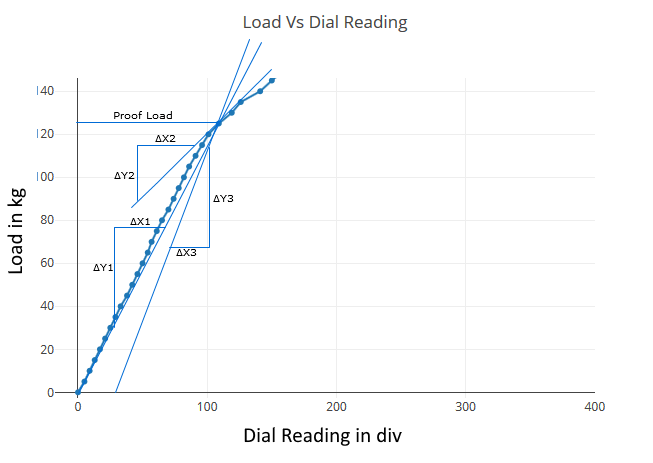 Load Vs Dial Reading
Load in kg
140
120
100
80
60
40
20
0
Proof Load
ΔX2
ΔY2
ΔY3
ΔX1
ΔX3
ΔY1
0 100 200 300 400
Dial Reading in div